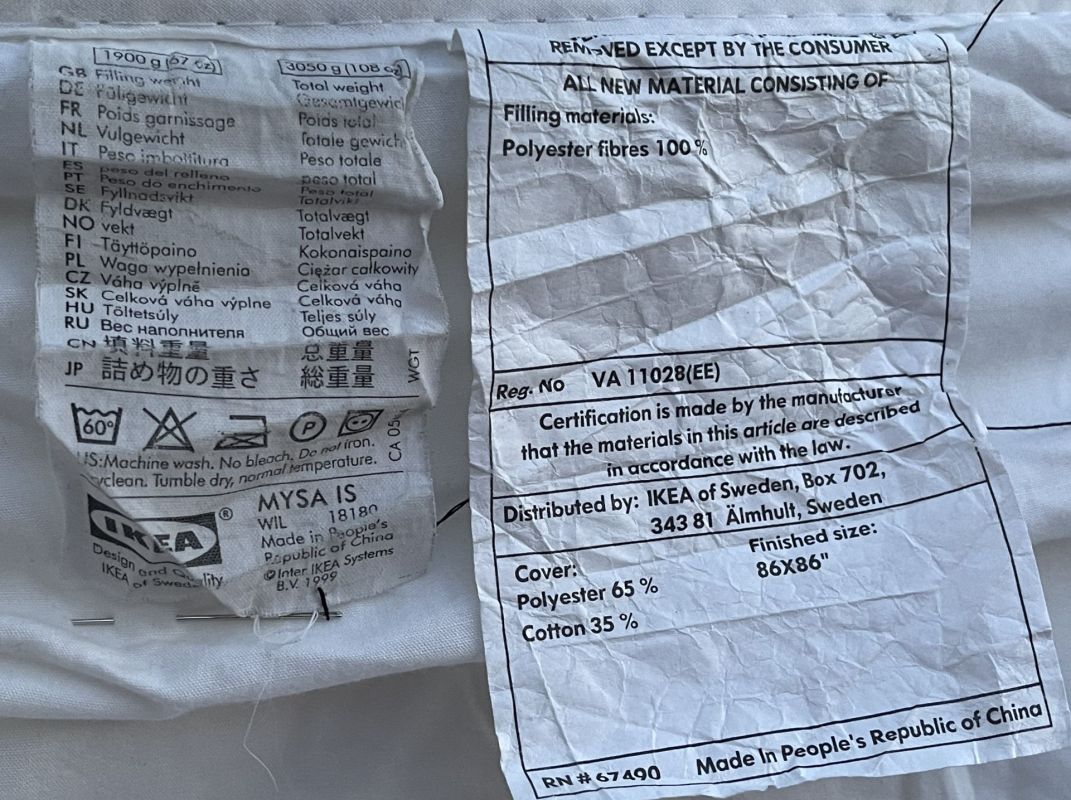 1900 g (67 oz) 3050 g (108 oz)
GB Filling weight Total weight
DE Füllgewicht Gesamtgewic
FR Poids garnissage Poids total
NL Vulgewicht Totale gewich
IT Peso imbottitura Peso totale
ES peso del relleno peso total
PT Peso do enchimento Peso total
SE Fyllnadsvikt Totalvikt
DK Fyldvægt Totalvægt
NO vekt Totalvekt
FI Täyttöpaino Kokonaispaino
PL Waga wypełnienia Ciężar całkowity
CZ Váha výplně Celková váha
SK Celková váha výplne Celková váha
HU Töltetsúly Teljes súly
RU Вес наполнителя Общий вес
CN 填料重量 总重量
JP 詰め物の重さ 総重量
WGT
60° P
US:Machine wash. No bleach. Do not iron.
yclean. Tumble dry, normal temperature.
CA 05
IKEA®
Design and Quality
IKEA of Sweden
MYSA IS
WIL 18180
Made in People's
Republic of China
© Inter IKEA Systems
B.V. 1999
REMOVED EXCEPT BY THE CONSUMER
ALL NEW MATERIAL CONSISTING OF
Filling materials:
Polyester fibres 100 %
Reg. No VA 11028(EE)
Certification is made by the manufacturer
that the materials in this article are described
in accordance with the law.
Distributed by: IKEA of Sweden, Box 702,
343 81 Älmhult, Sweden
Cover:
Polyester 65 %
Cotton 35 %
Finished size:
86X86"
RN # 67490 Made In People's Republic of China